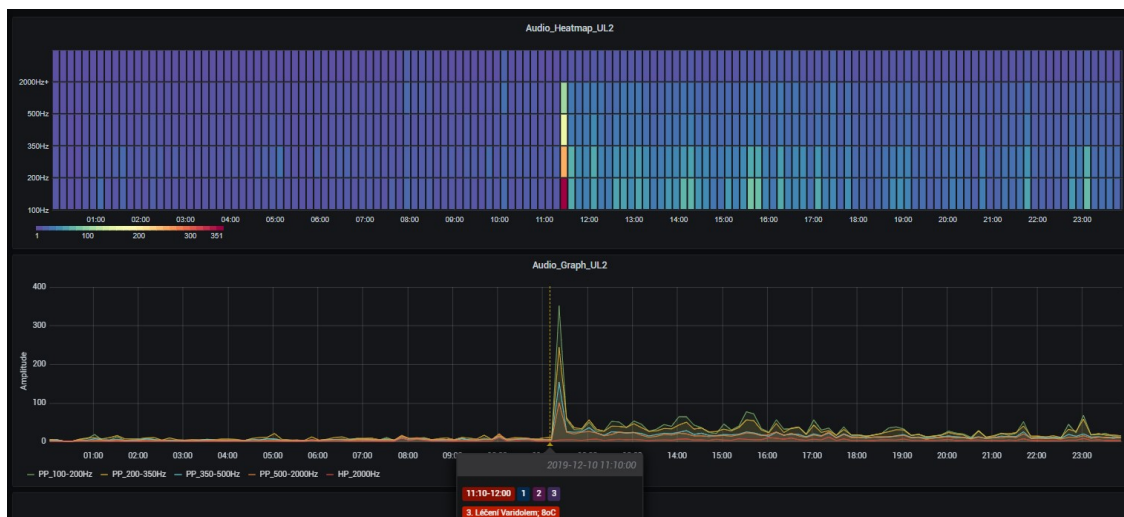 Audio_Heatmap_UL2
2000Hz+
500Hz
350Hz
200Hz
100Hz
01:00 02:00 03:00 04:00 05:00 06:00 07:00 08:00 09:00 10:00 11:00 12:00 13:00 14:00 15:00 16:00 17:00 18:00 19:00 20:00 21:00 22:00 23:00
1 100 200 300 351
Audio_Graph_UL2
400
300
200
100
0
Amplitude
01:00 02:00 03:00 04:00 05:00 06:00 07:00 08:00 14:00 15:00 16:00 17:00 18:00 19:00 20:00 21:00 22:00 23:00
PP_100-200Hz PP_200-350Hz PP_350-500Hz PP_500-2000Hz HP_2000Hz
2019-12-10 11:10:00
11:10-12:00 1 2 3
3. Léčení Varidolem; 8oC